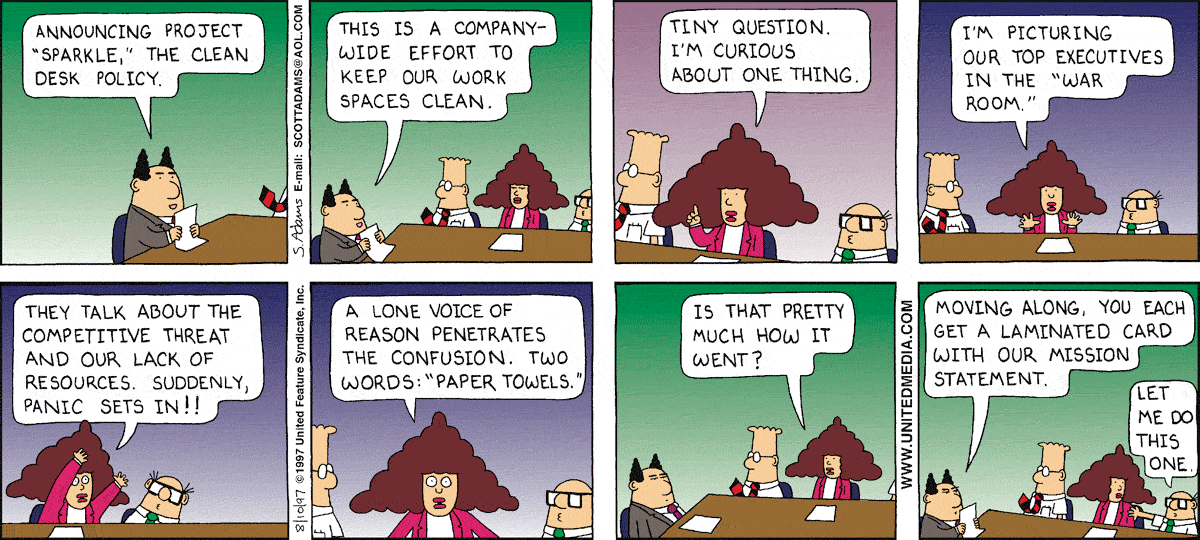 ANNOUNCING PROJECT
"SPARKLE," THE CLEAN
DESK POLICY.
S. Adams E-mail: SCOTTADAMS@AOL.COM
THIS IS A COMPANY-
WIDE EFFORT TO
KEEP OUR WORK
SPACES CLEAN.
TINY QUESTION.
I'M CURIOUS
ABOUT ONE THING.
I'M PICTURING
OUR TOP EXECUTIVES
IN THE "WAR
ROOM."
THEY TALK ABOUT THE
COMPETITIVE THREAT
AND OUR LACK OF
RESOURCES. SUDDENLY,
PANIC SETS IN!!
8/10/97 ©1997 United Feature Syndicate, Inc.
A LONE VOICE OF
REASON PENETRATES
THE CONFUSION. TWO
WORDS: "PAPER TOWELS."
IS THAT PRETTY
MUCH HOW IT
WENT?
WWW.UNITEDMEDIA.COM
MOVING ALONG, YOU EACH
GET A LAMINATED CARD
WITH OUR MISSION
STATEMENT.
LET
ME DO
THIS
ONE.